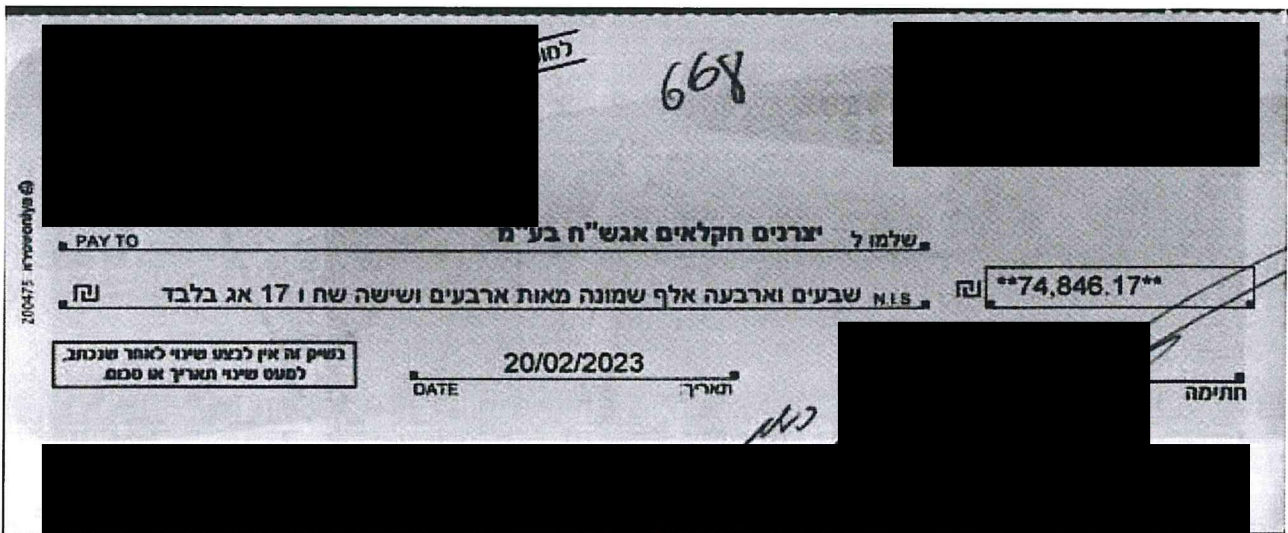 למו
668
שלמו ל יצרנים חקלאים אגש"ח בע"מ PAY TO
₪ **74,846.17**
N.I.S שבעים וארבעה אלף שמונה מאות ארבעים ושישה שח ו 17 אג בלבד ₪
בשיק זה אין לבצע שינוי לאחר שנכתב,
למעט שינוי תאריך או סכום
20/02/2023
תאריך DATE
חתימה
200475